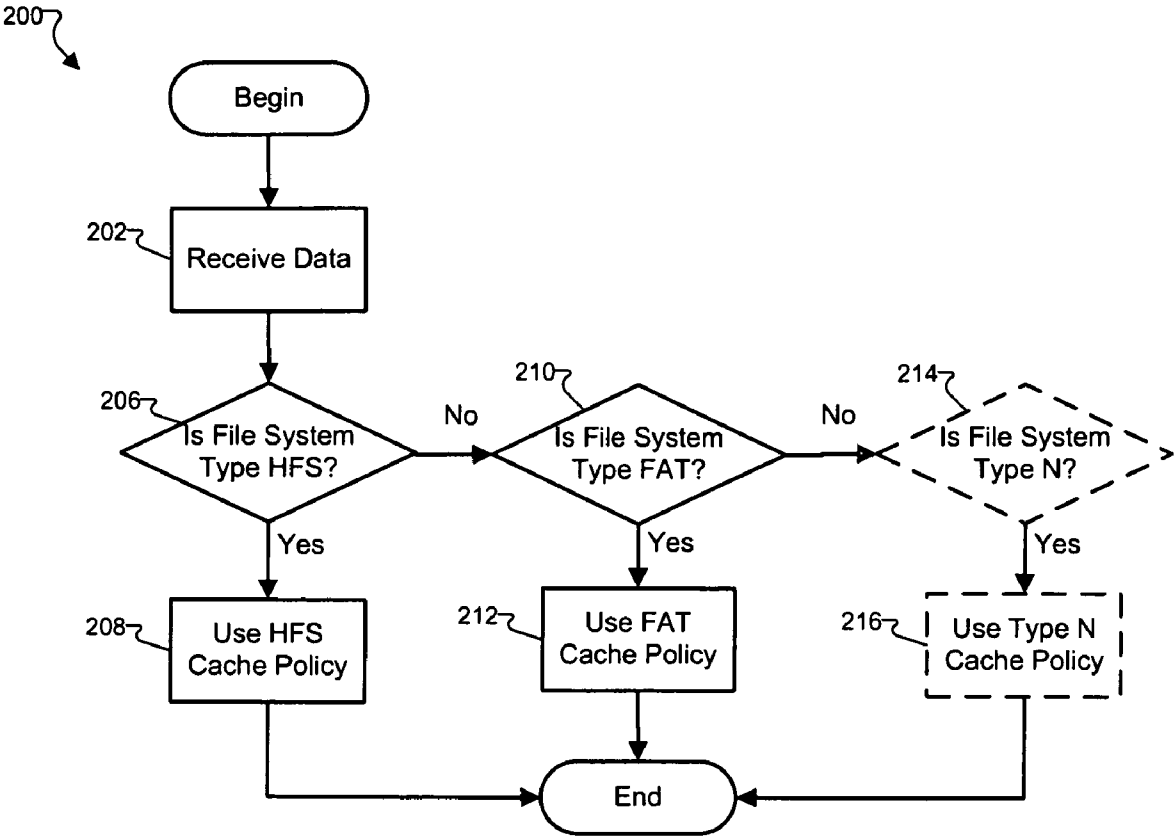 200
Begin
202
Receive Data
206
Is File System
Type HFS?
No
210
Is File System
Type FAT?
No
214
Is File System
Type N?
Yes
Yes
Yes
208
Use HFS
Cache Policy
212
Use FAT
Cache Policy
216
Use Type N
Cache Policy
End